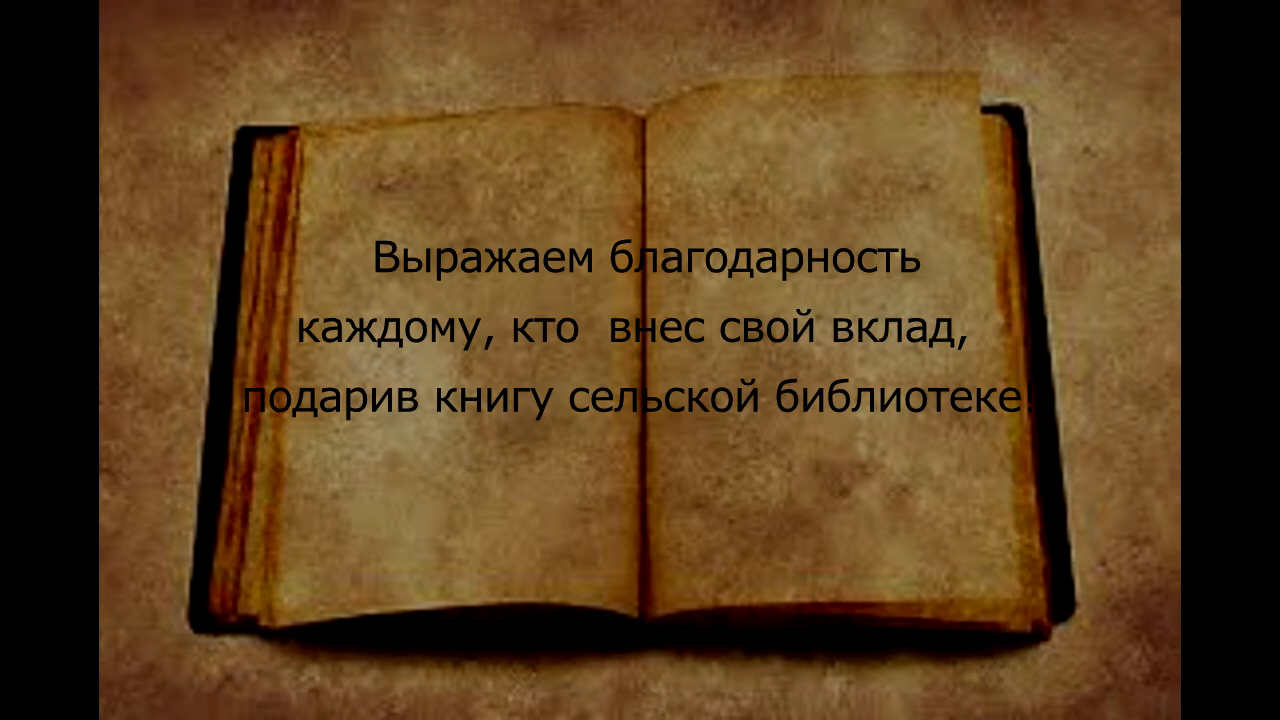 Выражаем благодарность
каждому, кто  внес свой вклад,
подарив книгу сельской библиотеке!